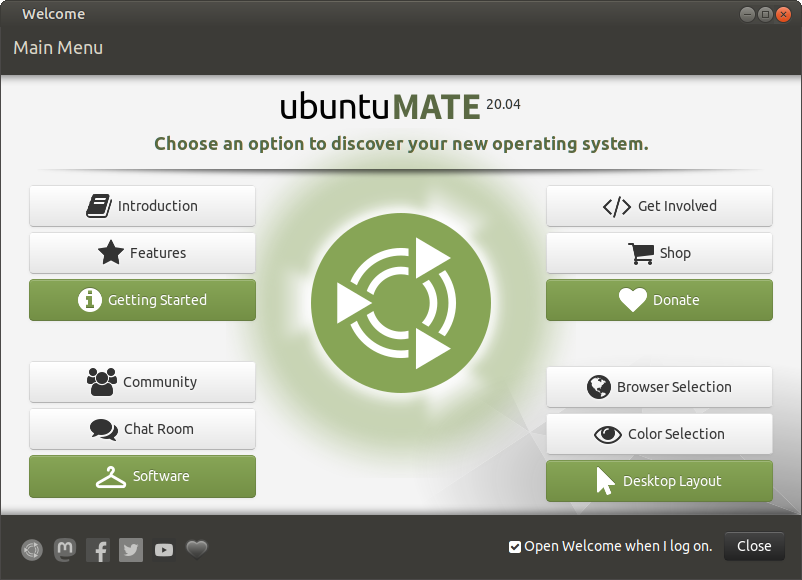 Welcome
Main Menu
ubuntu MATE 20.04
Choose an option to discover your new operating system.
Introduction
Features
Getting Started
Community
Chat Room
Software
Get Involved
Shop
Donate
Browser Selection
Color Selection
Desktop Layout
Open Welcome when I log on.
Close